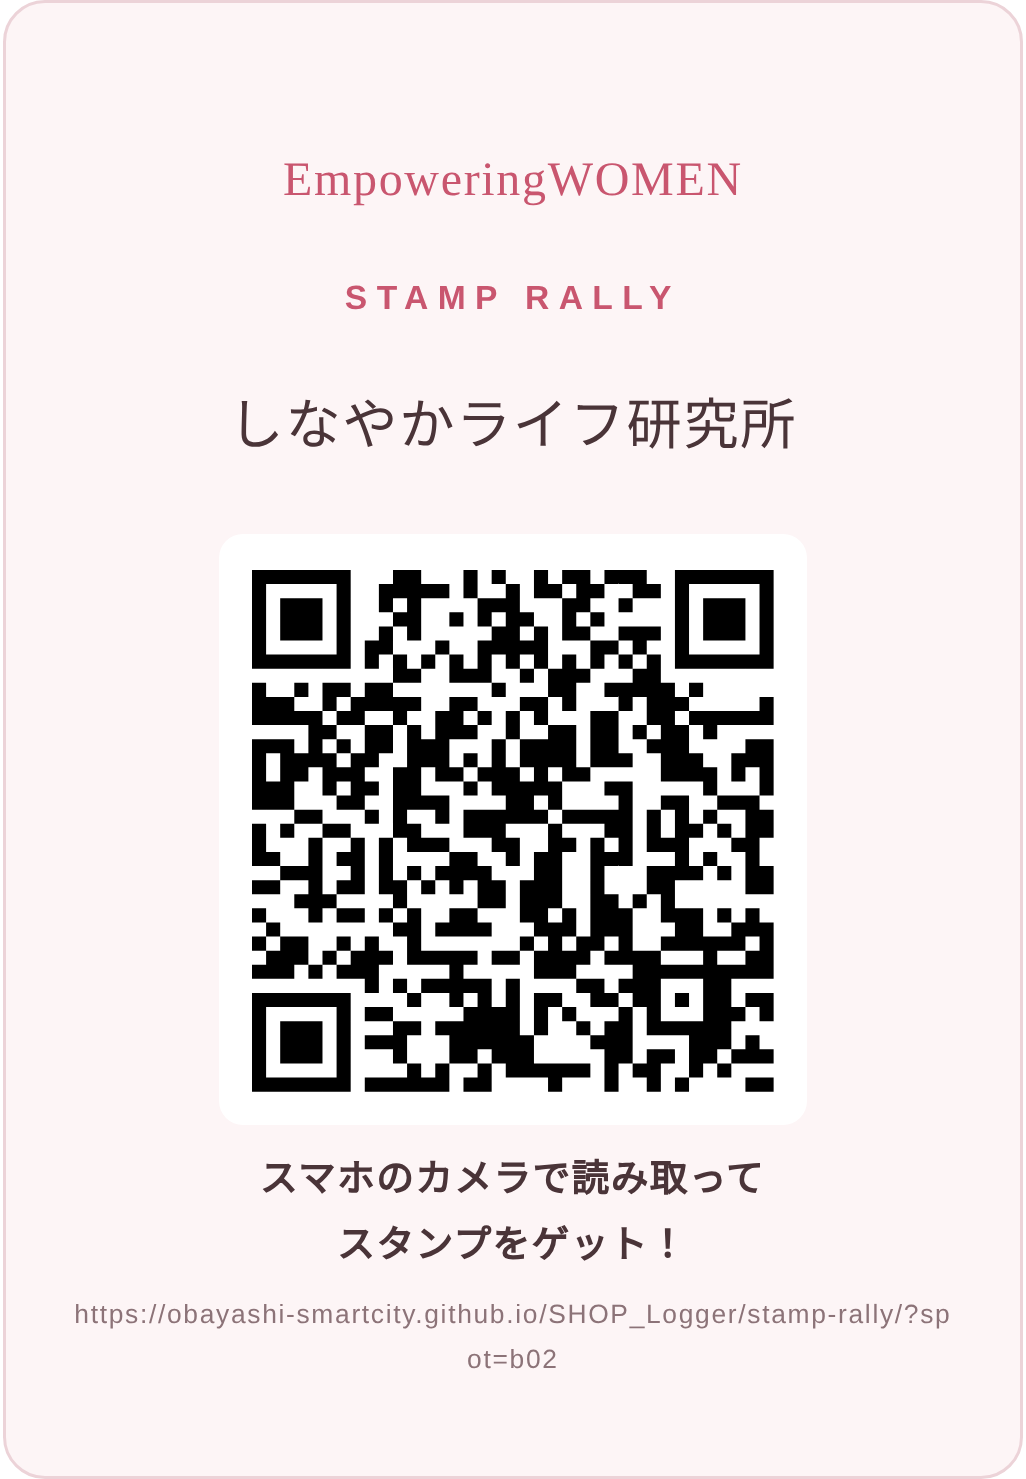 EmpoweringWOMEN
STAMP RALLY
しなやかライフ研究所
スマホのカメラで読み取って
スタンプをゲット！
https://obayashi-smartcity.github.io/SHOP_Logger/stamp-rally/?sp
ot=b02